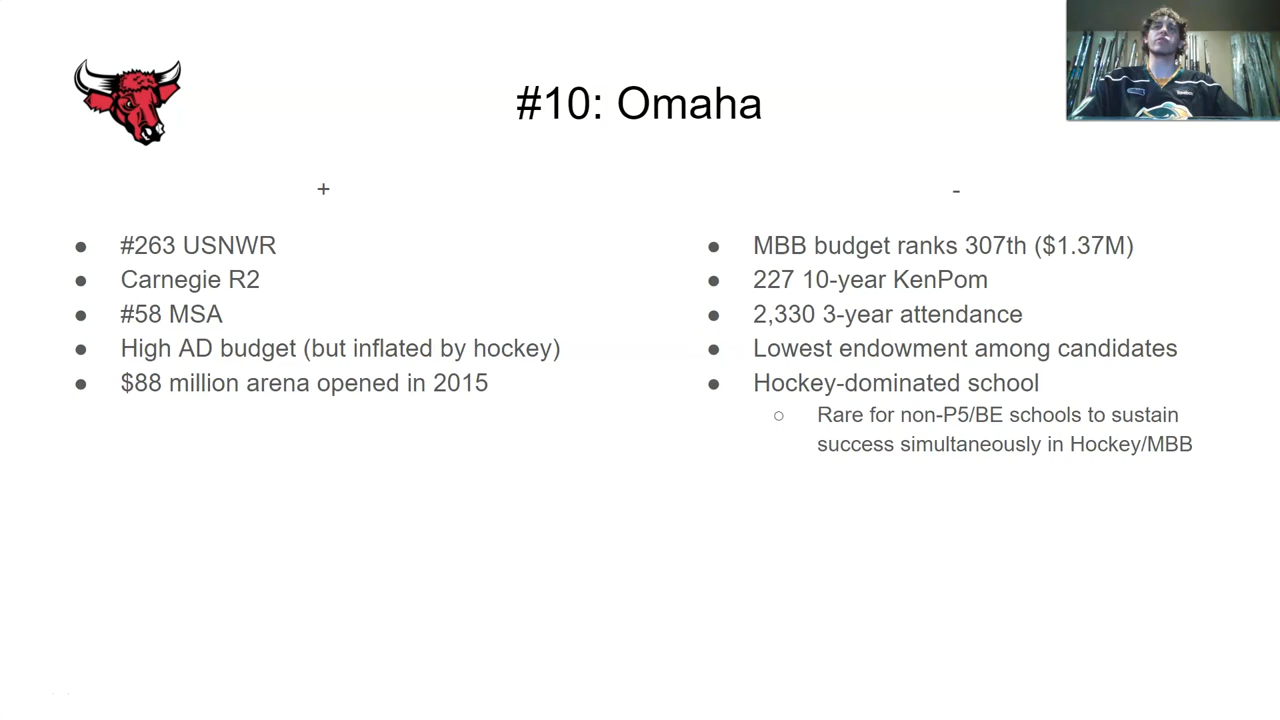 #10: Omaha
+
● #263 USNWR
● Carnegie R2
● #58 MSA
● High AD budget (but inflated by hockey)
● $88 million arena opened in 2015
-
● MBB budget ranks 307th ($1.37M)
● 227 10-year KenPom
● 2,330 3-year attendance
● Lowest endowment among candidates
● Hockey-dominated school
○ Rare for non-P5/BE schools to sustain
success simultaneously in Hockey/MBB